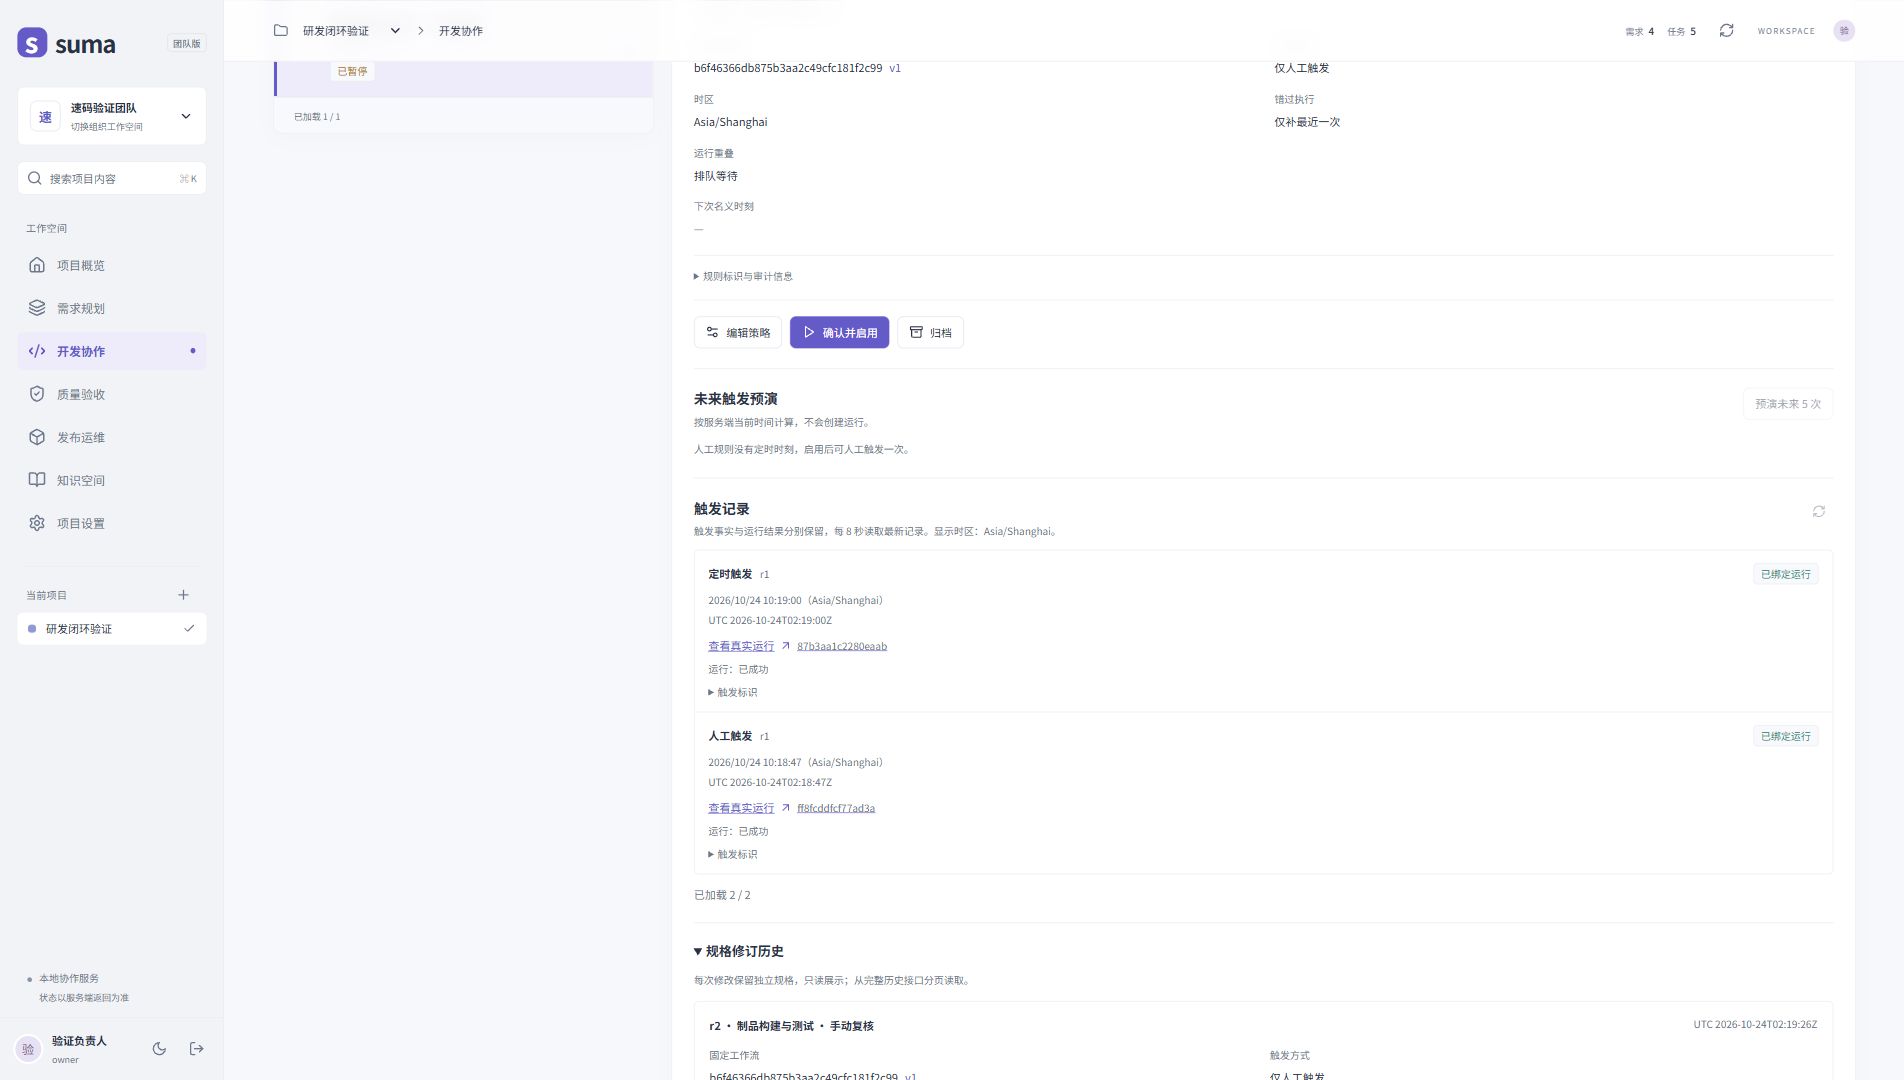 suma
团队版
速
速码验证团队
切换组织工作空间
搜索项目内容
⌘K
工作空间
项目概览
需求规划
开发协作
质量验收
发布运维
知识空间
项目设置
当前项目
研发闭环验证
本地协作服务
状态以服务端返回为准
验
验证负责人
owner
研发闭环验证
开发协作
需求 4
任务 5
WORKSPACE
验
已暂停
已加载 1 / 1
b6f46366db875b3aa2c49cfc181f2c99 v1
仅人工触发
时区
错过执行
Asia/Shanghai
仅补最近一次
运行重叠
排队等待
下次名义时刻
—
规则标识与审计信息
编辑策略
确认并启用
归档
未来触发预演
预演未来 5 次
按服务端当前时间计算，不会创建运行。
人工规则没有定时时刻，启用后可人工触发一次。
触发记录
触发事实与运行结果分别保留，每 8 秒读取最新记录。显示时区：Asia/Shanghai。
定时触发 r1
已绑定运行
2026/10/24 10:19:00（Asia/Shanghai）
UTC 2026-10-24T02:19:00Z
查看真实运行 87b3aa1c2280eaab
运行：已成功
触发标识
人工触发 r1
已绑定运行
2026/10/24 10:18:47（Asia/Shanghai）
UTC 2026-10-24T02:18:47Z
查看真实运行 ff8fcddfcf77ad3a
运行：已成功
触发标识
已加载 2 / 2
规格修订历史
每次修改保留独立规格，只读展示；从完整历史接口分页读取。
r2 • 制品构建与测试 • 手动复核
UTC 2026-10-24T02:19:26Z
固定工作流
触发方式
b6f46366db875b3aa2c49cfc181f2c99 v1
仅人工触发